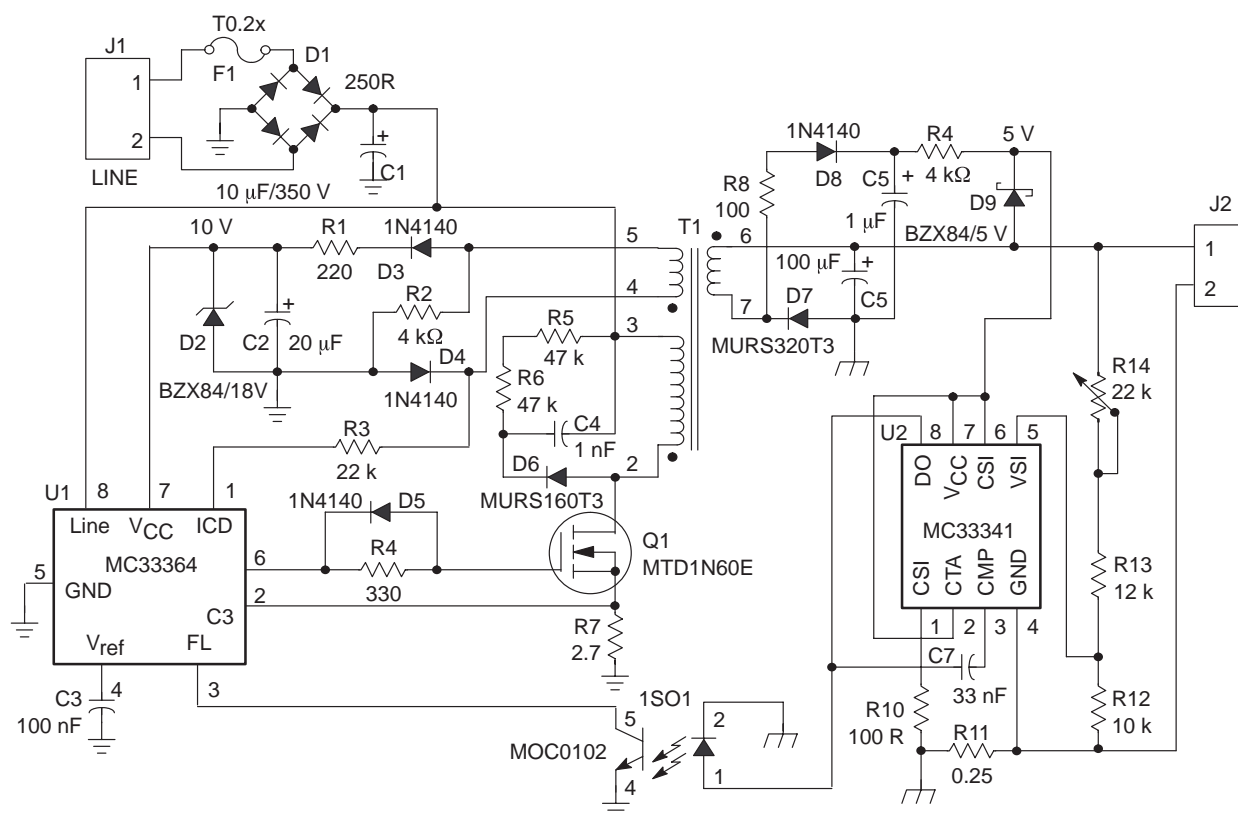 T0.2x
J1
F1
D1
250R
1
2
LINE
C1
+
10 μF/350 V
1N4140
D8
R4
4 kΩ
5 V
R8
100
C5
+
1 μF
D9
BZX84/5 V
J2
1
2
10 V
R1
220
1N4140
D3
5
T1
6
100 μF
+
C5
D7
7
MURS320T3
4
R2
4 kΩ
D2
C2
+
20 μF
D4
1N4140
BZX84/18V
3
R5
47 k
R6
47 k
C4
1 nF
R3
22 k
D6
MURS160T3
2
R14
22 k
U2
8
7
6
5
DO
VCC
CSI
VSI
MC33341
CSI
CTA
CMP
GND
1
2
3
4
R13
12 k
U1
8
7
1
Line
VCC
ICD
MC33364
1N4140
D5
6
R4
330
Q1
MTD1N60E
5
GND
C3
2
R7
2.7
Vref
FL
C7
33 nF
C3
100 nF
4
3
1SO1
5
2
MOC0102
4
1
R10
100 R
R11
0.25
R12
10 k